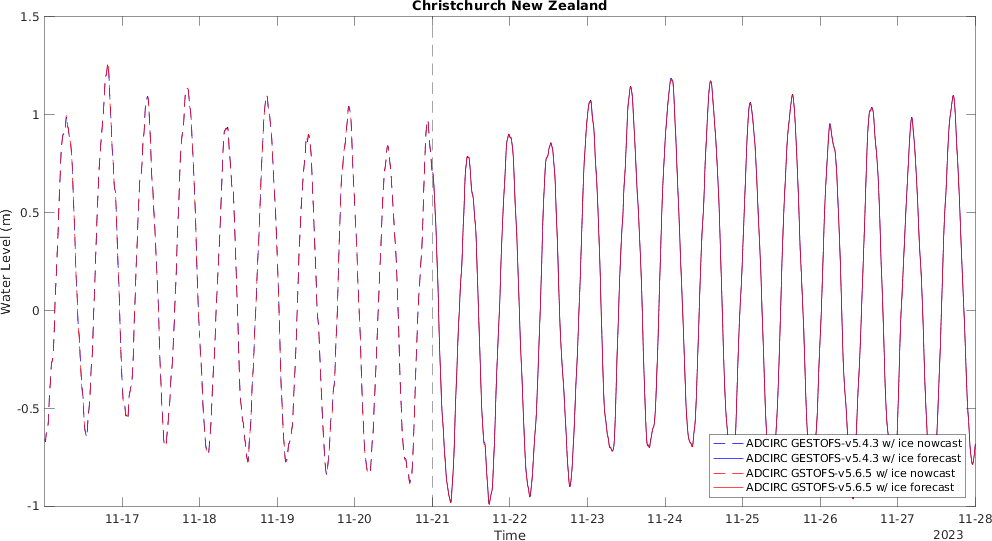 Christchurch New Zealand
1.5
1
0.5
0
-0.5
-1
Water Level (m)
ADCIRC GESTOFS-v5.4.3 w/ ice nowcast
ADCIRC GESTOFS-v5.4.3 w/ ice forecast
ADCIRC GSTOFS-v5.6.5 w/ ice nowcast
ADCIRC GSTOFS-v5.6.5 w/ ice forecast
11-17 11-18 11-19 11-20 11-21 11-22 11-23 11-24 11-25 11-26 11-27 11-28
Time
2023